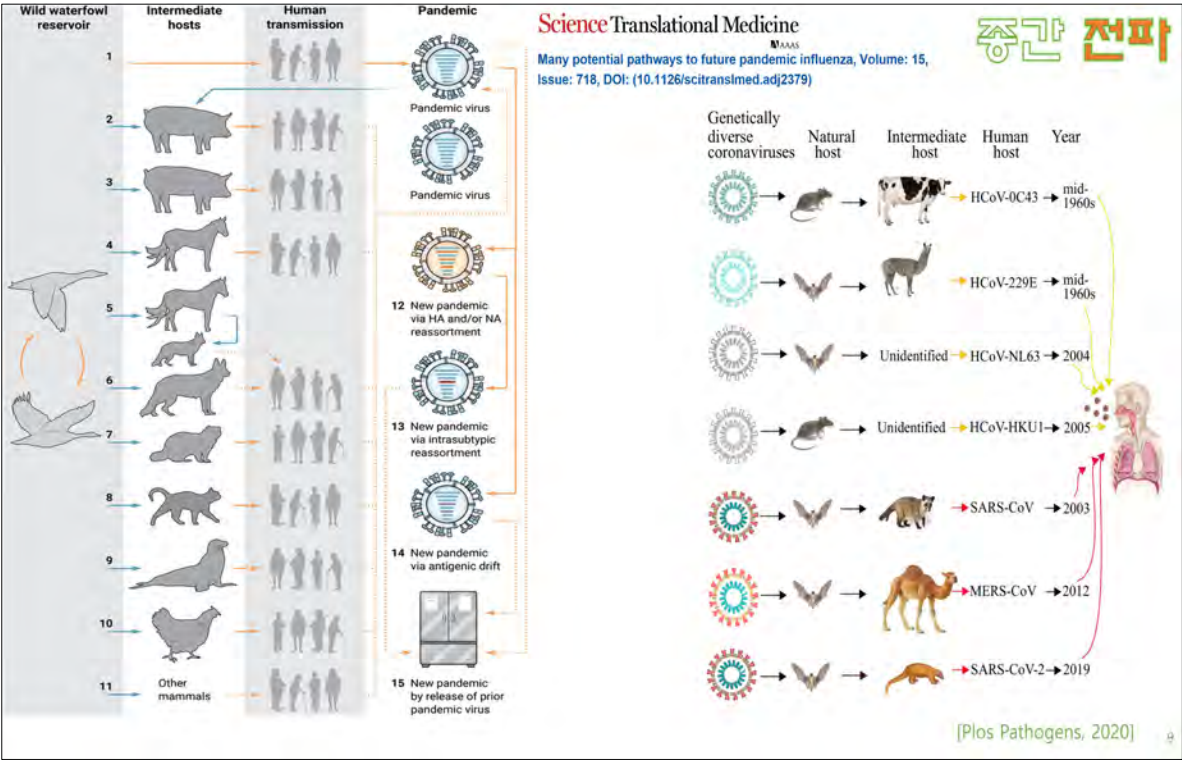 Wild waterfowl
reservoir
Intermediate
hosts
Human
transmission
Pandemic
1
2
3
4
5
6
7
8
9
10
11
Other
mammals
Pandemic virus
Pandemic virus
12 New pandemic
via HA and/or NA
reassortment
13 New pandemic
via intrasubtypic
reassortment
14 New pandemic
via antigenic drift
15 New pandemic
by release of prior
pandemic virus
Science Translational Medicine
AAAS
Many potential pathways to future pandemic influenza, Volume: 15,
Issue: 718, DOI: (10.1126/scitranslmed.adj2379)
중간 전파
Genetically
diverse
coronaviruses
Natural
host
Intermediate
host
Human
host
Year
HCoV-0C43
mid-
1960s
HCoV-229E
mid-
1960s
Unidentified
HCoV-NL63
2004
Unidentified
HCoV-HKU1
2005
SARS-CoV
2003
MERS-CoV
2012
SARS-CoV-2
2019
[Plos Pathogens, 2020]
9